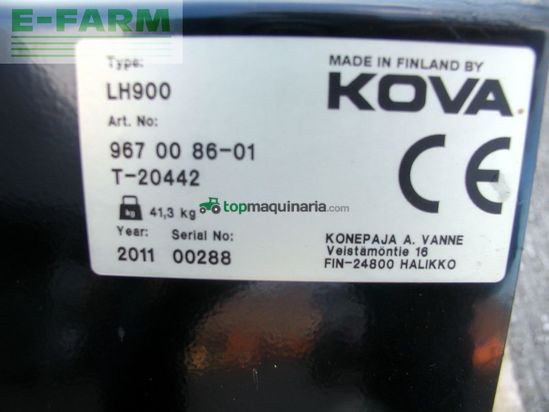 E-FARM
Type:
LH900
Art. No:
967 00 86-01
T-20442
kg 41,3 kg
topmaquinaria.com
Year: Serial No:
2011 00288
MADE IN FINLAND BY
KOVA
CE
KONEPAJA A. VANNE
Veistämöntie 16
FIN-24800 HALIKKO